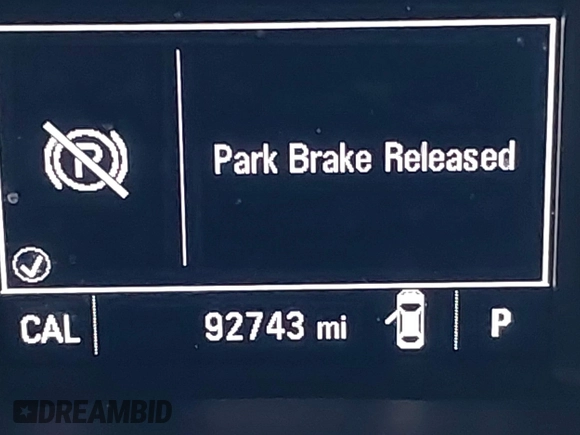 Park Brake Released
CAL
92743 mi
P
DREAMBID